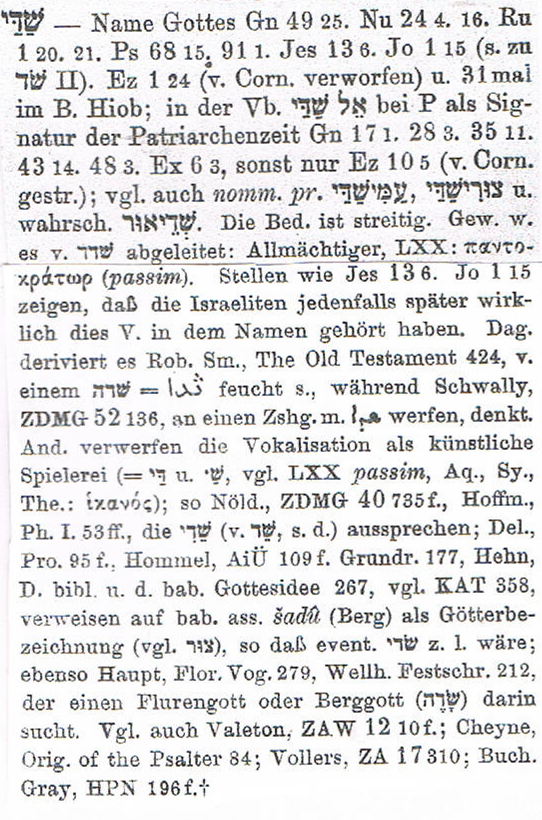 שַׁדַּי — Name Gottes Gn 49 25. Nu 24 4. 16. Ru
1 20. 21. Ps 68 15. 91 1. Jes 13 6. Jo 1 15 (s. zu
שֹׁד II). Ez 1 24 (v. Corn. verworfen) u. 31mal
im B. Hiob; in der Vb. אֵל שַׁדַּי bei P als Sig-
natur der Patriarchenzeit Gn 17 1. 28 3. 35 11.
43 14. 48 3. Ex 6 3, sonst nur Ez 10 5 (v. Corn.
gestr.); vgl. auch nomm. pr. צוּרִישַׁדַּי, עַמִּישַׁדַּי u.
wahrsch. שְׁדֵיאוּר. Die Bed. ist streitig. Gew. w.
es v. שדד abgeleitet: Allmächtiger, LXX: παντο-
κράτωρ (passim). Stellen wie Jes 13 6. Jo 1 15
zeigen, daß die Israeliten jedenfalls später wirk-
lich dies V. in dem Namen gehört haben. Dag.
deriviert es Rob. Sm., The Old Testament 424, v.
einem שדה = feucht s., während Schwally,
ZDMG 52 136, an einen Zshg. m. werfen, denkt.
And. verwerfen die Vokalisation als künstliche
Spielerei (= דַּי u. שֶׁ, vgl. LXX passim, Aq., Sy.,
The.: ἱκανός); so Nöld., ZDMG 40 735 f., Hoffm.,
Ph. I. 53 ff., die שֵׁדִי (v. שֵׁד, s. d.) aussprechen; Del.,
Pro. 95 f., Hommel, AiÜ 109 f. Grundr. 177, Hehn,
D. bibl. u. d. bab. Gottesidee 267, vgl. KAT 358,
verweisen auf bab. ass. šadû (Berg) als Götterbe-
zeichnung (vgl. צוּר), so daß event. שדי z. l. wäre;
ebenso Haupt, Flor. Vog. 279, Wellh. Festschr. 212,
der einen Flurengott oder Berggott (שָׂדֶה) darin
sucht. Vgl. auch Valeton, ZAW 12 10 f.; Cheyne,
Orig. of the Psalter 84; Vollers, ZA 17 310; Buch.
Gray, HPN 196 f.†